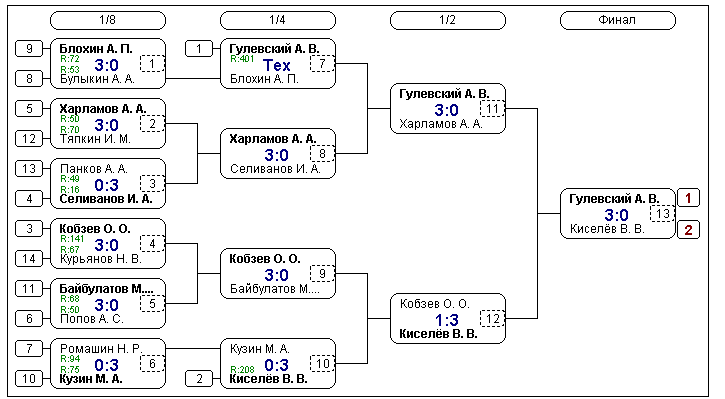 1/8
1/4
1/2
Финал
9
Блохин А. П.
R:72
3:0
1
R:53
8
Булыкин А. А.
5
Харламов А. А.
R:50
3:0
2
R:70
12
Тяпкин И. М.
13
Панков А. А.
R:49
0:3
3
R:16
4
Селиванов И. А.
3
Кобзев О. О.
R:141
3:0
4
R:67
14
Курьянов Н. В.
11
Байбулатов М....
R:68
3:0
5
R:50
6
Попов А. С.
7
Ромашин Н. Р.
R:94
0:3
6
R:75
10
Кузин М. А.
1
Гулевский А. В.
R:401
Тех
7
Блохин А. П.
Харламов А. А.
3:0
8
Селиванов И. А.
Кобзев О. О.
3:0
9
Байбулатов М....
Кузин М. А.
0:3
10
R:208
2
Киселёв В. В.
Гулевский А. В.
3:0
11
Харламов А. А.
Кобзев О. О.
1:3
12
Киселёв В. В.
Гулевский А. В.
3:0
13
Киселёв В. В.
1
2